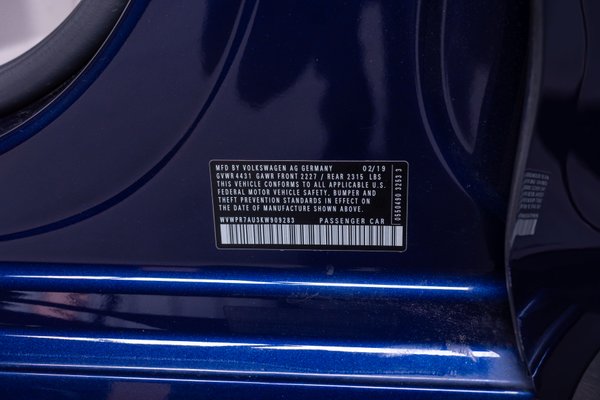 MFD BY VOLKSWAGEN AG GERMANY 02/19
GVWR 4431 GAWR FRONT 2227 / REAR 2315 LBS
THIS VEHICLE CONFORMS TO ALL APPLICABLE U.S.
FEDERAL MOTOR VEHICLE SAFETY, BUMPER AND
THEFT PREVENTION STANDARDS IN EFFECT ON
THE DATE OF MANUFACTURE SHOWN ABOVE.
WVWPR7AU3KW909283 PASSENGER CAR